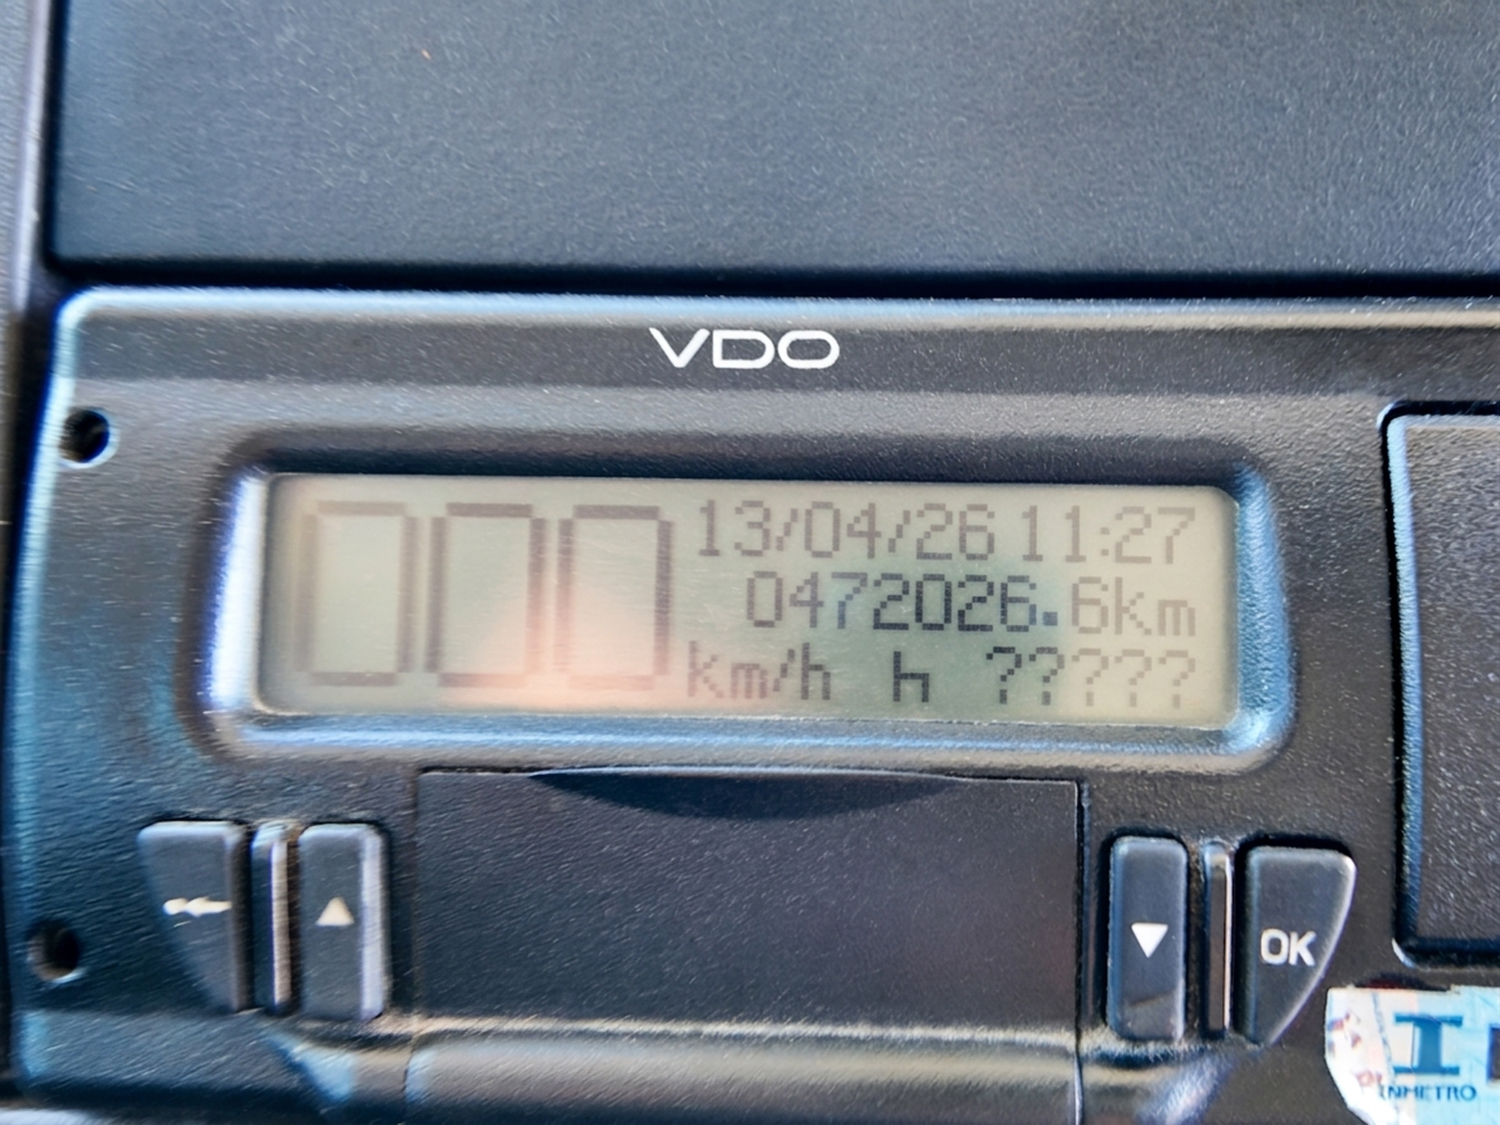 VDO
000
13/04/26 11:27
0472026.6km
km/h h ?????
OK
I
INMETRO